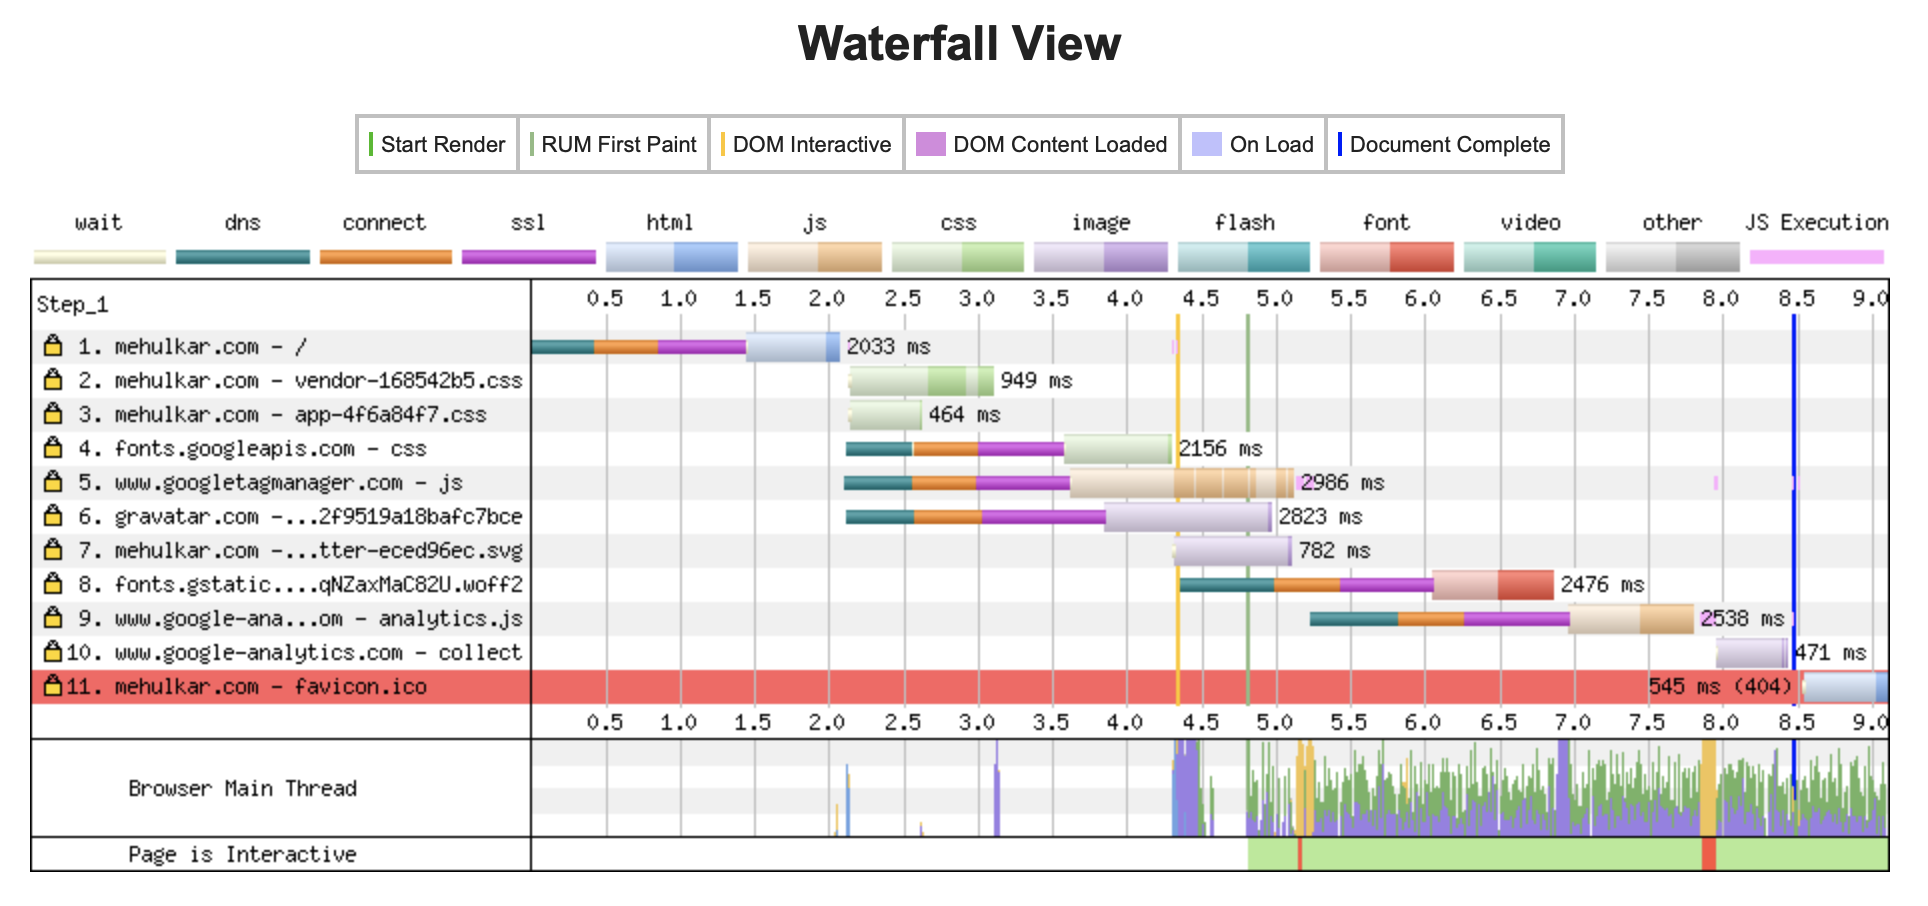 Waterfall View
Start Render RUM First Paint DOM Interactive DOM Content Loaded On Load Document Complete
wait dns connect ssl html js css image flash font video other JS Execution
Step_1 0.5 1.0 1.5 2.0 2.5 3.0 3.5 4.0 4.5 5.0 5.5 6.0 6.5 7.0 7.5 8.0 8.5 9.0
1. mehulkar.com - / 2033 ms
2. mehulkar.com - vendor-168542b5.css 949 ms
3. mehulkar.com - app-4f6a84f7.css 464 ms
4. fonts.googleapis.com - css 2156 ms
5. www.googletagmanager.com - js 2986 ms
6. gravatar.com -...2f9519a18bafc7bce 2823 ms
7. mehulkar.com -...tter-eced96ec.svg 782 ms
8. fonts.gstatic....qNZaxMaC82U.woff2 2476 ms
9. www.google-ana...om - analytics.js 2538 ms
10. www.google-analytics.com - collect 471 ms
11. mehulkar.com - favicon.ico 545 ms (404)
0.5 1.0 1.5 2.0 2.5 3.0 3.5 4.0 4.5 5.0 5.5 6.0 6.5 7.0 7.5 8.0 8.5 9.0
Browser Main Thread
Page is Interactive